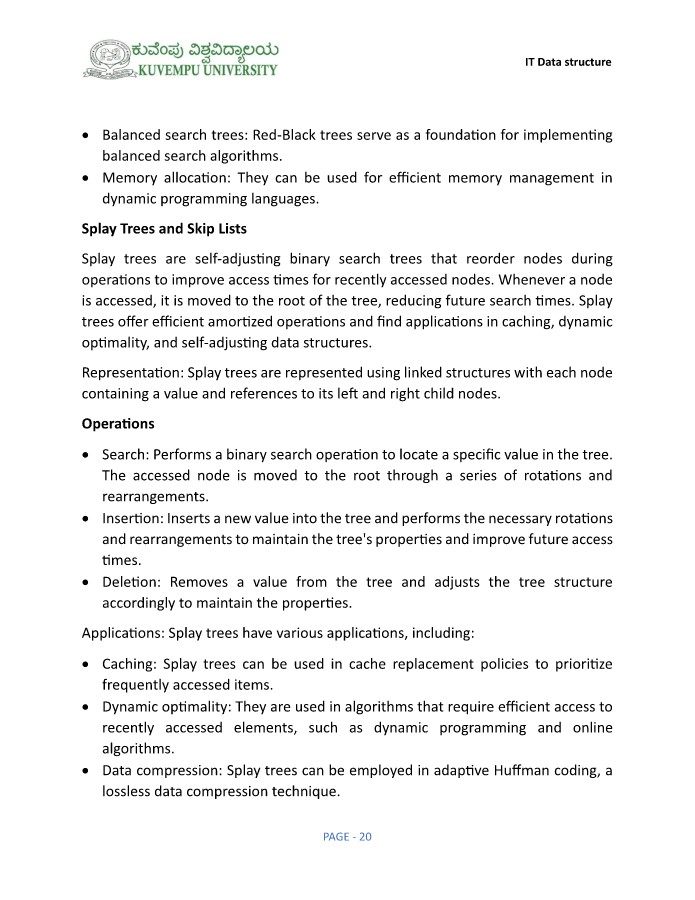 ಕುವೆಂಪು ವಿಶ್ವವಿದ್ಯಾಲಯ
KUVEMPU UNIVERSITY
IT Data structure
• Balanced search trees: Red-Black trees serve as a foundation for implementing
balanced search algorithms.
• Memory allocation: They can be used for efficient memory management in
dynamic programming languages.
Splay Trees and Skip Lists
Splay trees are self-adjusting binary search trees that reorder nodes during
operations to improve access times for recently accessed nodes. Whenever a node
is accessed, it is moved to the root of the tree, reducing future search times. Splay
trees offer efficient amortized operations and find applications in caching, dynamic
optimality, and self-adjusting data structures.
Representation: Splay trees are represented using linked structures with each node
containing a value and references to its left and right child nodes.
Operations
• Search: Performs a binary search operation to locate a specific value in the tree.
The accessed node is moved to the root through a series of rotations and
rearrangements.
• Insertion: Inserts a new value into the tree and performs the necessary rotations
and rearrangements to maintain the tree's properties and improve future access
times.
• Deletion: Removes a value from the tree and adjusts the tree structure
accordingly to maintain the properties.
Applications: Splay trees have various applications, including:
• Caching: Splay trees can be used in cache replacement policies to prioritize
frequently accessed items.
• Dynamic optimality: They are used in algorithms that require efficient access to
recently accessed elements, such as dynamic programming and online
algorithms.
• Data compression: Splay trees can be employed in adaptive Huffman coding, a
lossless data compression technique.
PAGE - 20